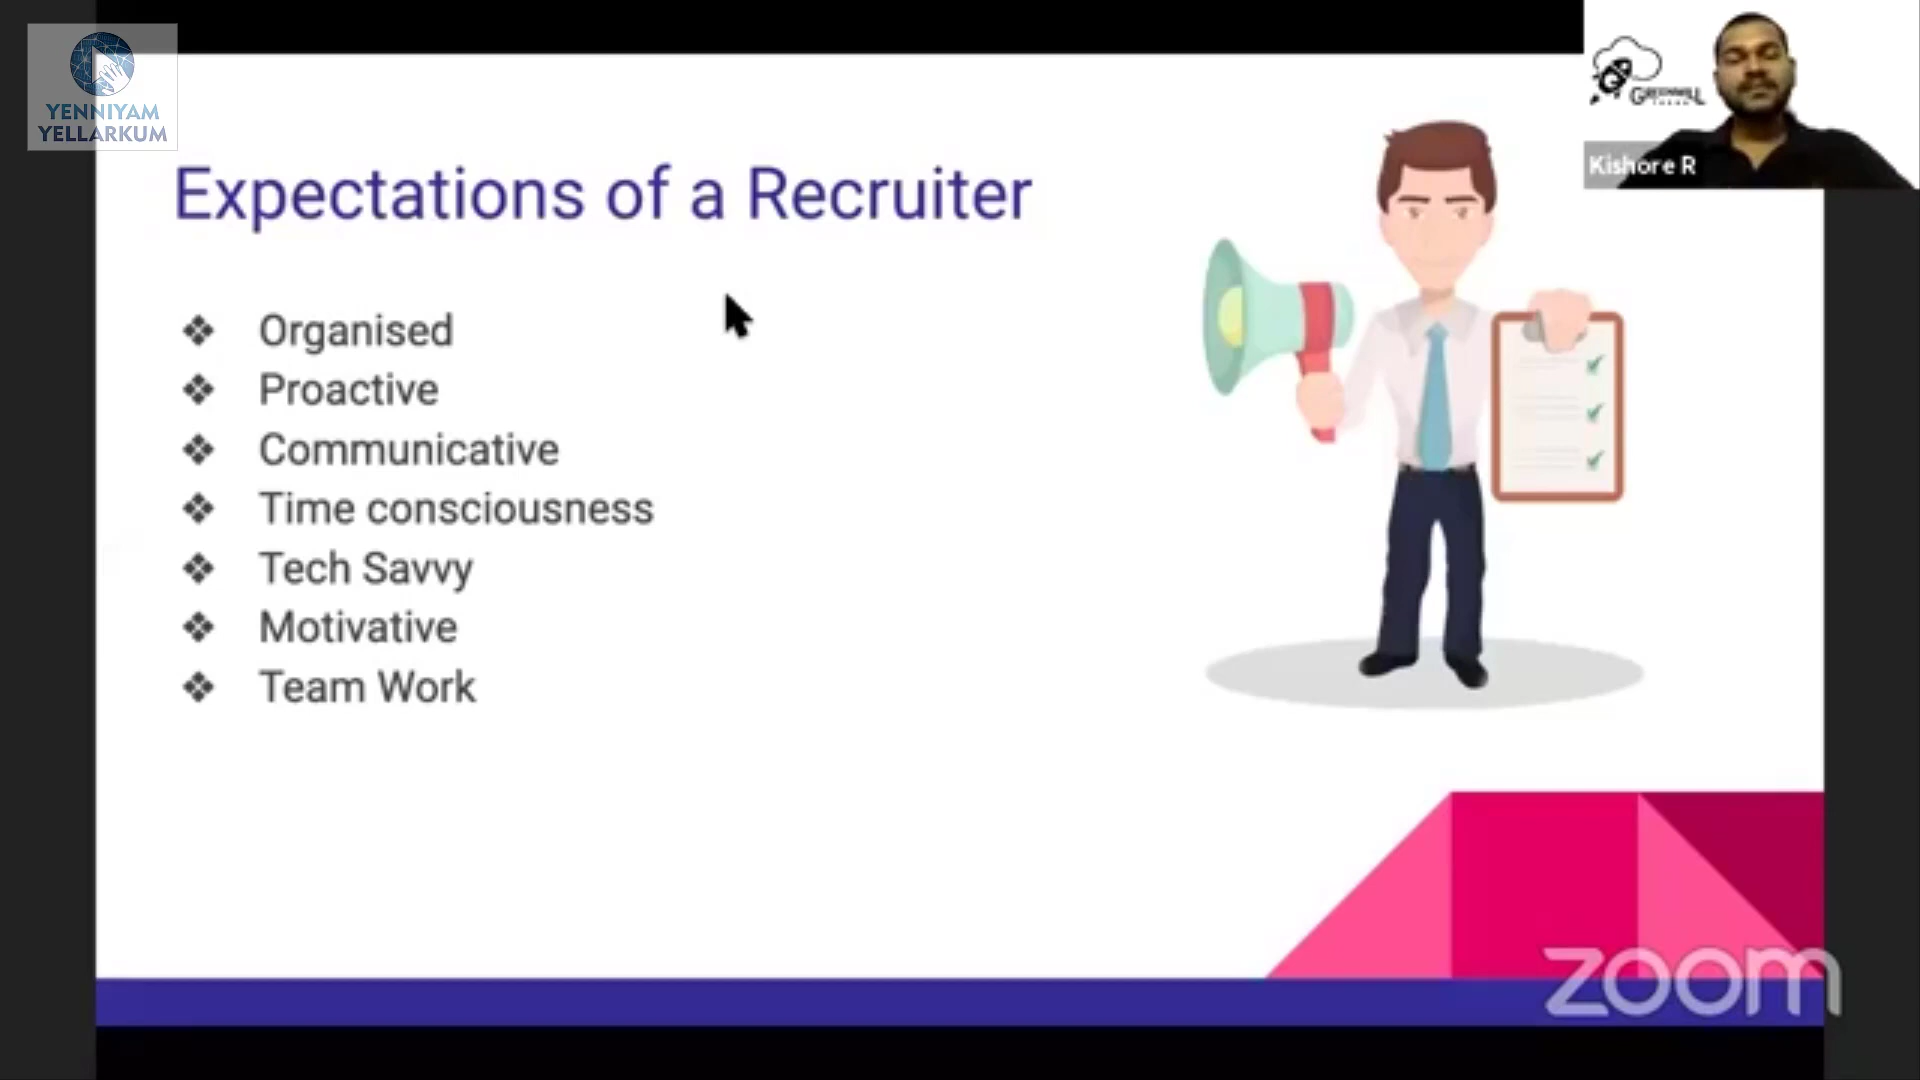 YENNIYAM
YELLARKUM
Kishore R
Expectations of a Recruiter
❖ Organised
❖ Proactive
❖ Communicative
❖ Time consciousness
❖ Tech Savvy
❖ Motivative
❖ Team Work
zoom